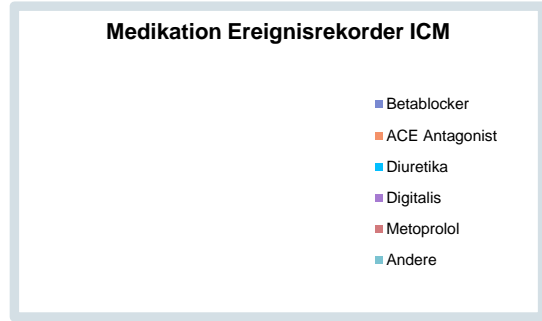 Medikation Ereignisrekorder ICM
Betablocker
ACE Antagonist
Diuretika
Digitalis
Metoprolol
Andere